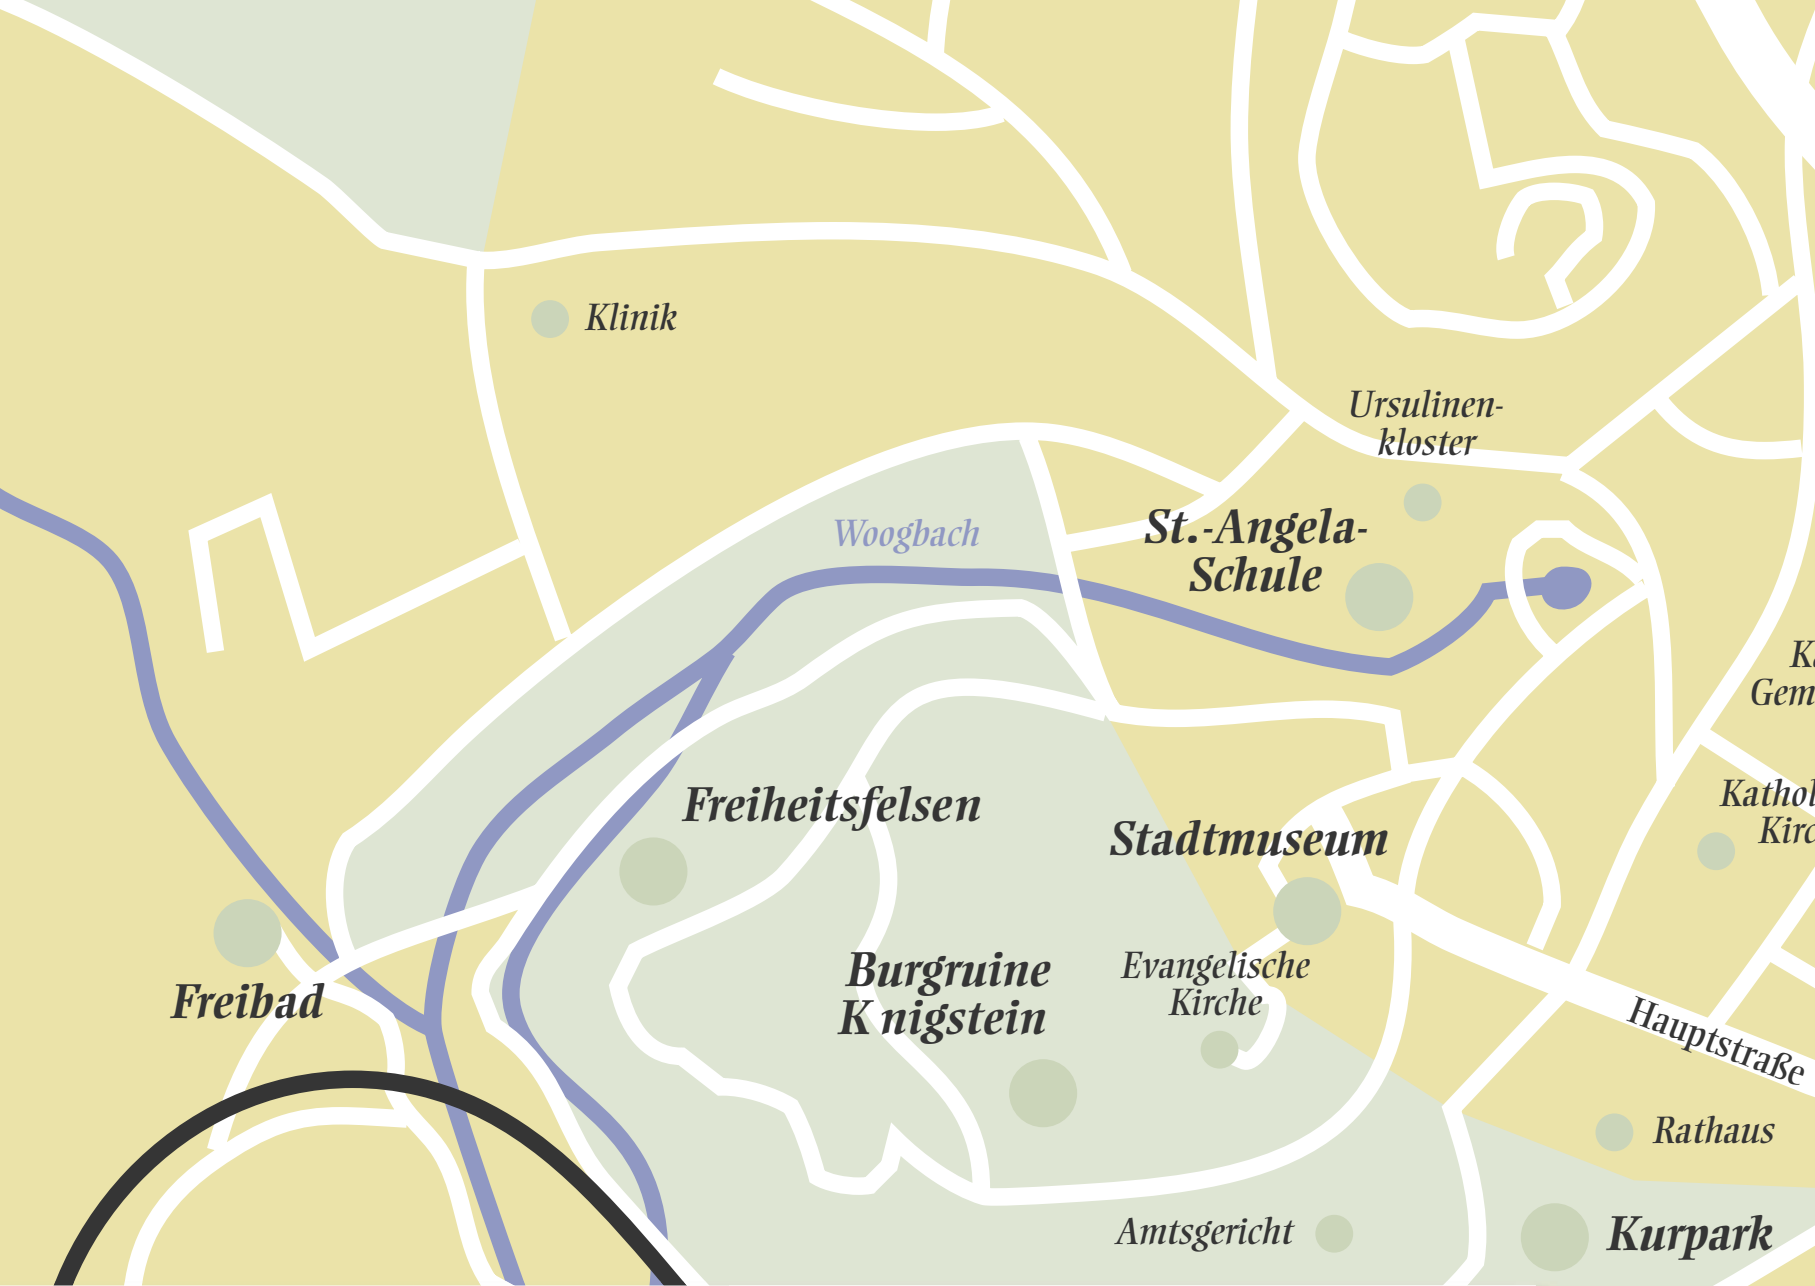 Klinik
Ursulinen-
kloster
Woogbach
St.-Angela-
Schule
Freiheitsfelsen
Stadtmuseum
Freibad
Burgruine
K nigstein
Evangelische
Kirche
Hauptstraße
Rathaus
Amtsgericht
Kurpark